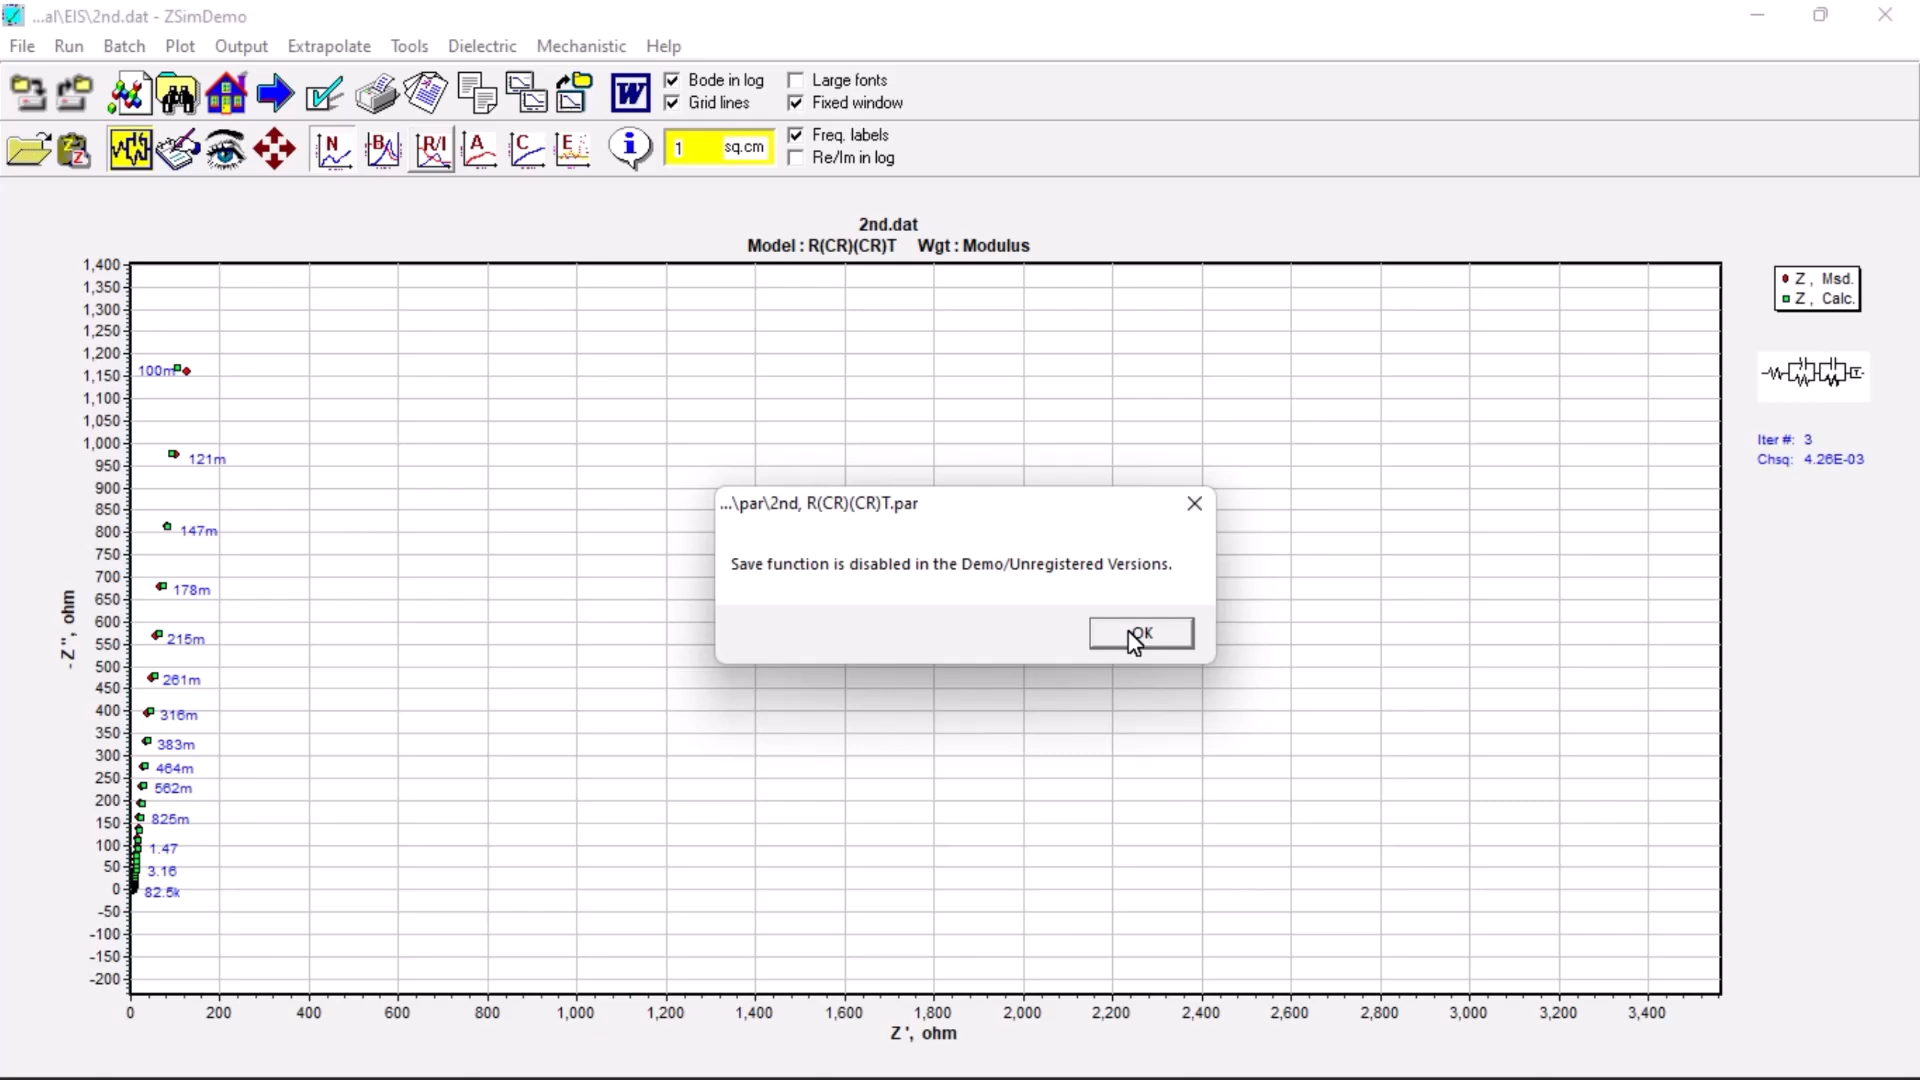 ...al\EIS\2nd.dat - ZSimDemo
File Run Batch Plot Output Extrapolate Tools Dielectric Mechanistic Help
W Bode in log Large fonts
Grid lines Fixed window
N B R/I A C E i 1 sq.cm Freq. labels
Re/Im in log
2nd.dat
Model : R(CR)(CR)T Wgt : Modulus
Z , Msd.
Z , Calc.
Iter #: 3
Chsq: 4.26E-03
-Z'', ohm
1,400
1,350
1,300
1,250
1,200
1,150
1,100
1,050
1,000
950
900
850
800
750
700
650
600
550
500
450
400
350
300
250
200
150
100
50
0
-50
-100
-150
-200
100m
121m
147m
178m
215m
261m
316m
383m
464m
562m
825m
1.47
3.16
82.5k
...\par\2nd, R(CR)(CR)T.par
Save function is disabled in the Demo/Unregistered Versions.
OK
0 200 400 600 800 1,000 1,200 1,400 1,600 1,800 2,000 2,200 2,400 2,600 2,800 3,000 3,200 3,400
Z ', ohm